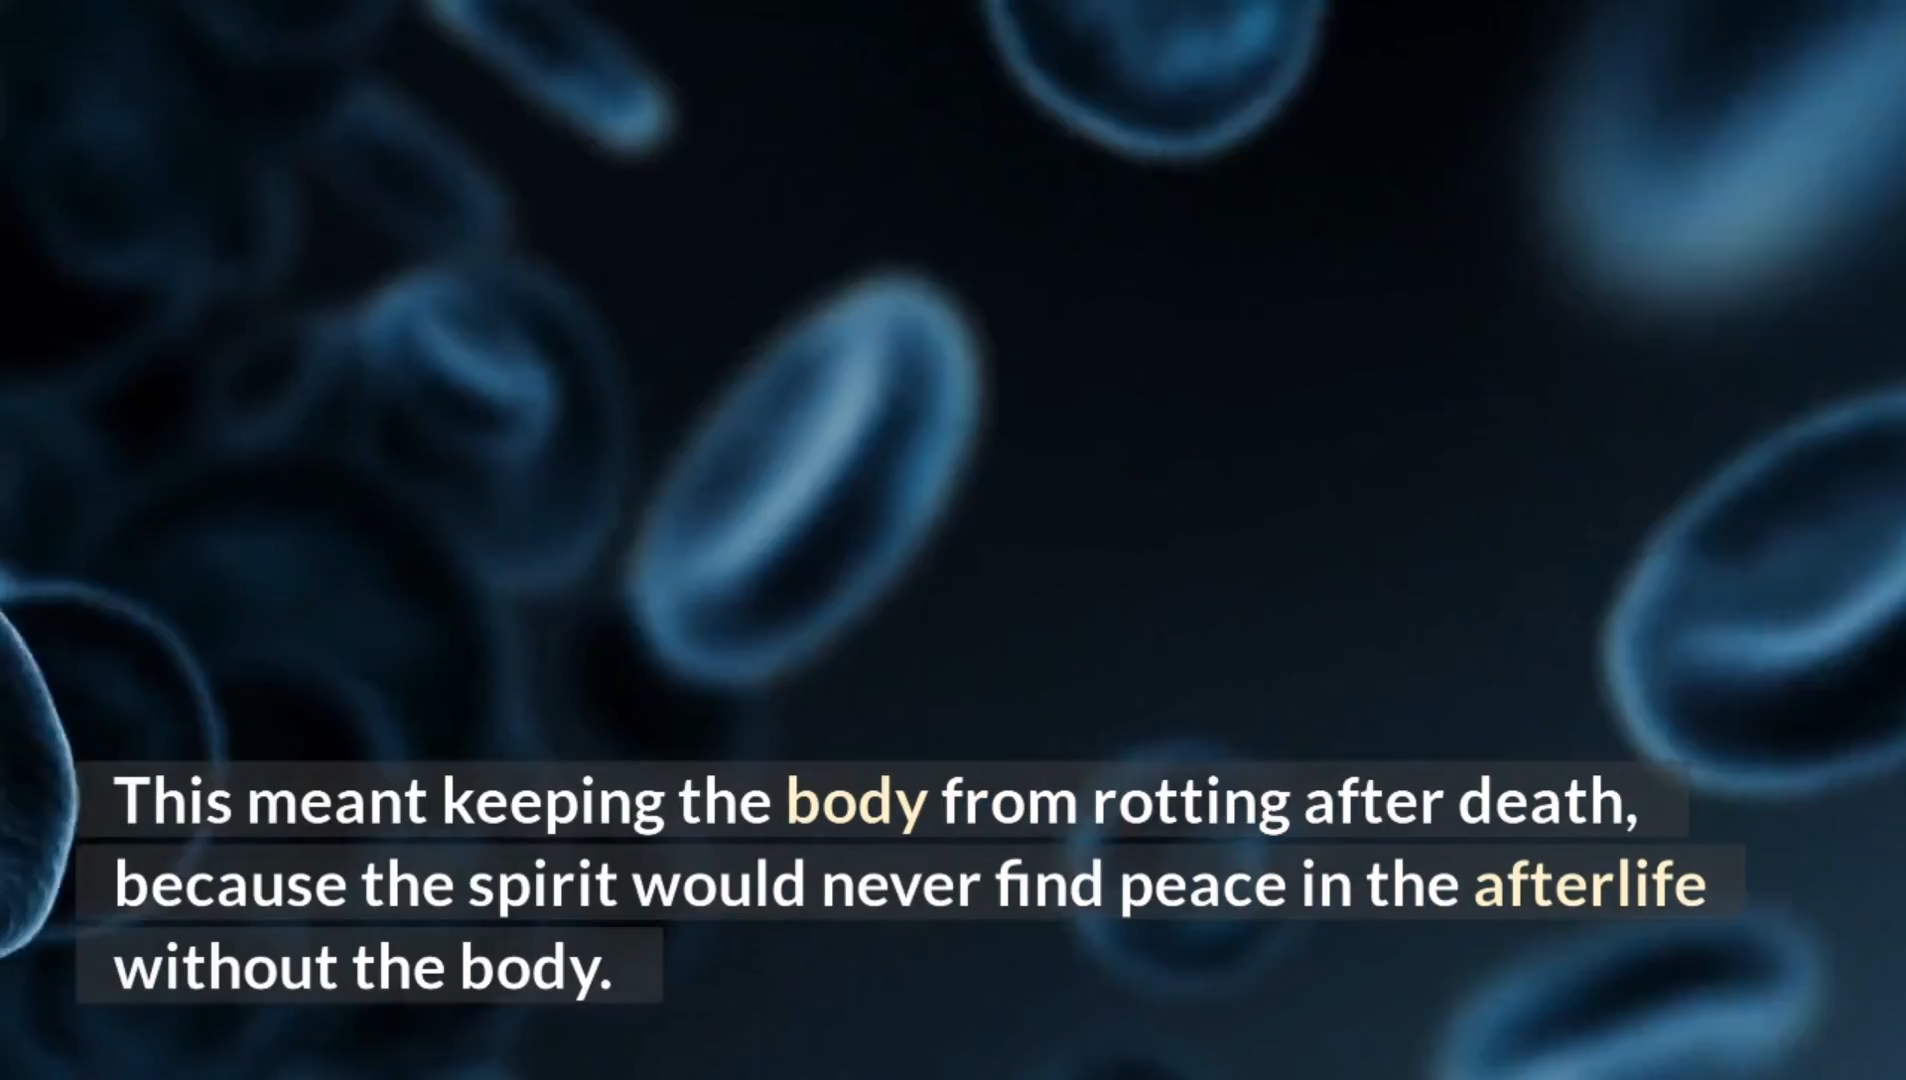 This meant keeping the body from rotting after death,
because the spirit would never find peace in the afterlife
without the body.